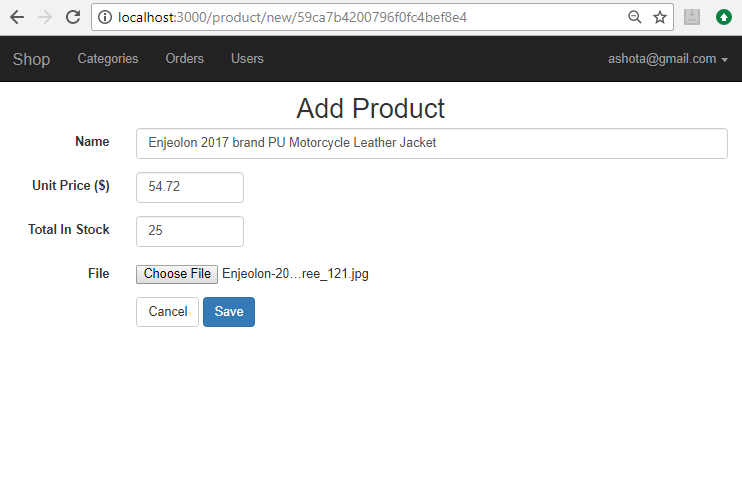 localhost:3000/product/new/59ca7b4200796f0fc4bef8e4
Shop Categories Orders Users ashota@gmail.com
Add Product
Name Enjeolon 2017 brand PU Motorcycle Leather Jacket
Unit Price ($) 54.72
Total In Stock 25
File Choose File Enjeolon-20...ree_121.jpg
Cancel Save